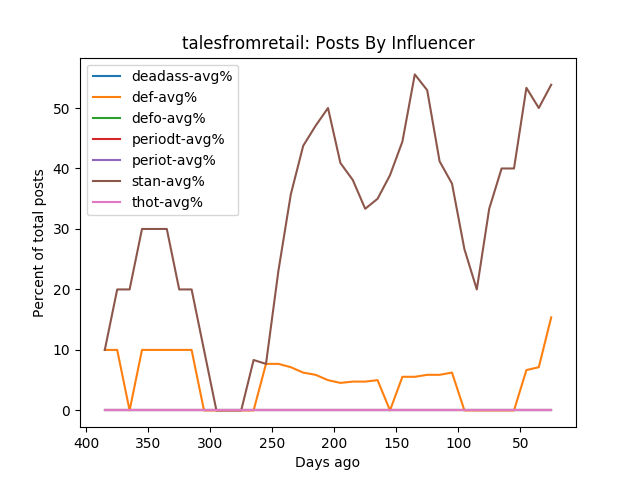 talesfromretail: Posts By Influencer
deadass-avg%
def-avg%
defo-avg%
periodt-avg%
periot-avg%
stan-avg%
thot-avg%
Percent of total posts
50
40
30
20
10
0
400 350 300 250 200 150 100 50
Days ago